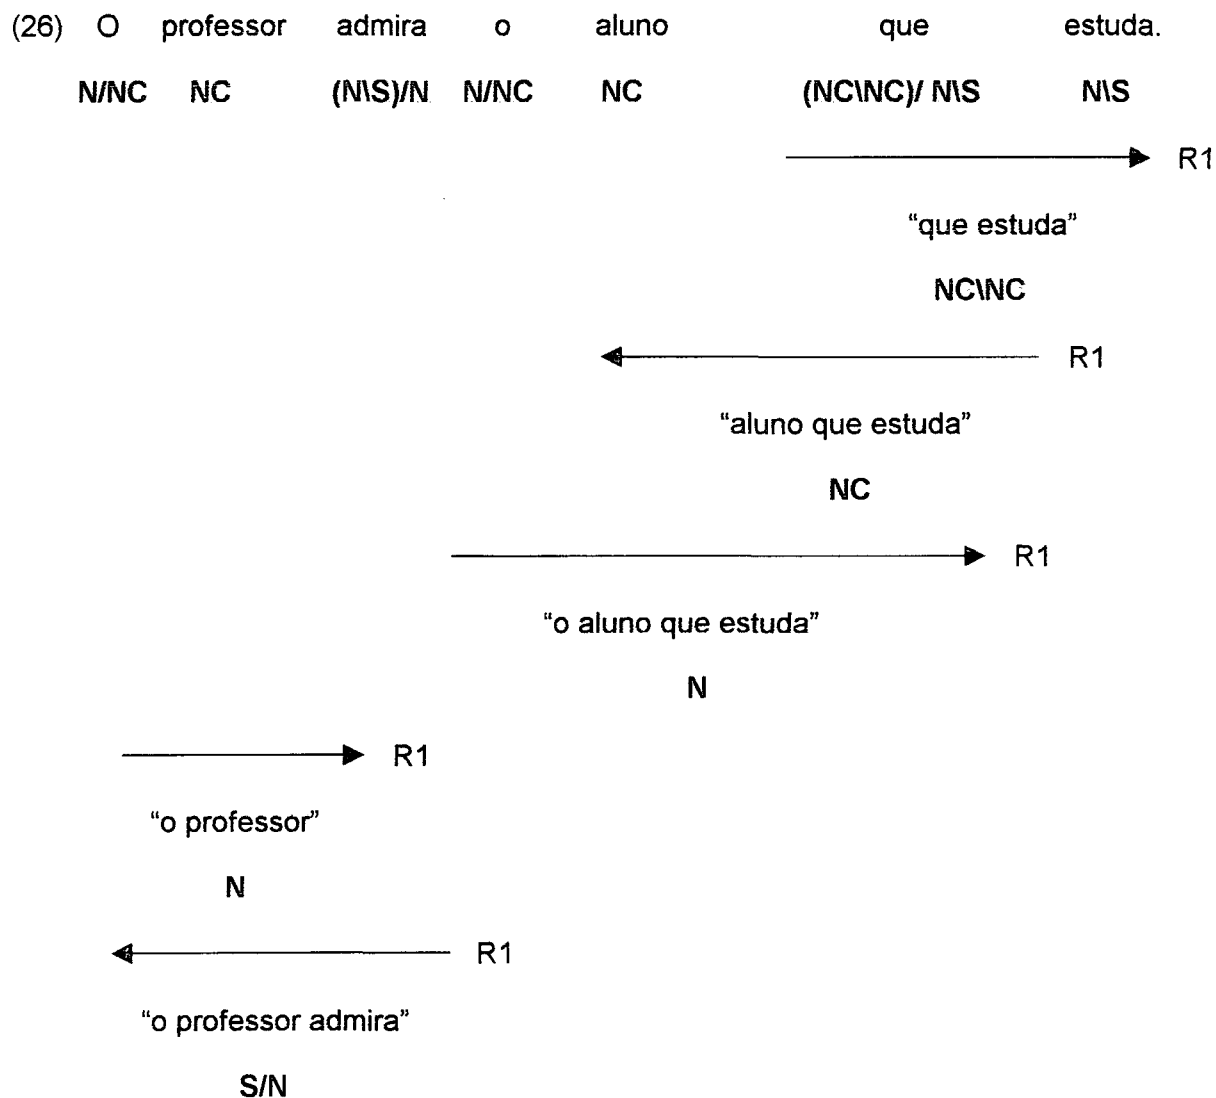 (26) O professor admira o aluno que estuda.
N/NC NC (N\S)/N N/NC NC (NC\NC)/ N\S N\S
R1
“que estuda”
NC\NC
R1
“aluno que estuda”
NC
R1
“o aluno que estuda”
N
R1
“o professor”
N
R1
“o professor admira”
S/N